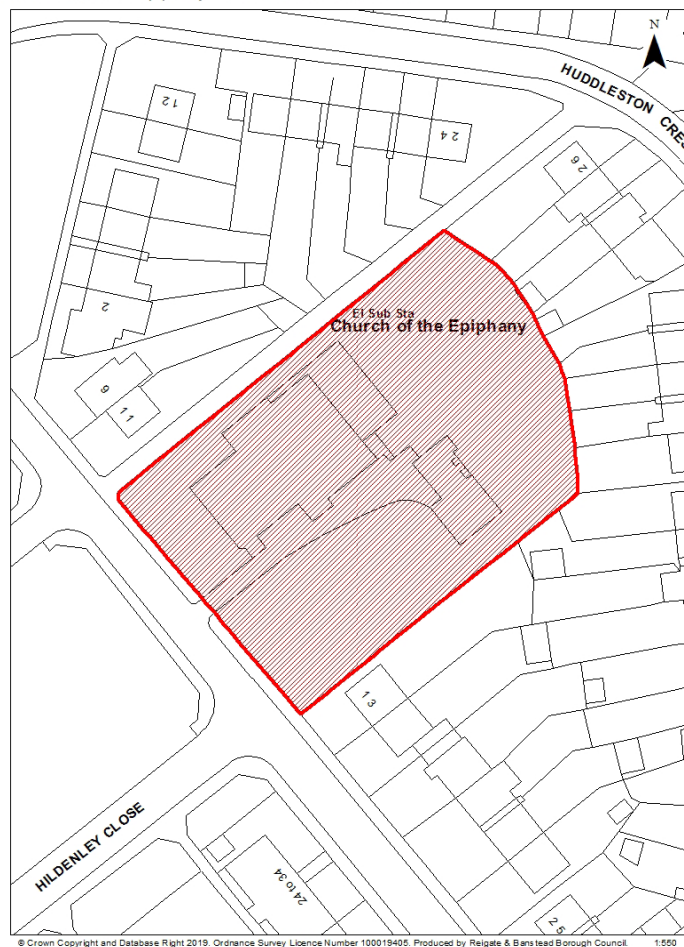 N
HUDDLESTON CRES
12
24
26
2
El Sub Sta
Church of the Epiphany
9
11
13
HILDENLEY CLOSE
24 to 34
25
© Crown Copyright and Database Right 2019. Ordnance Survey Licence Number 100019405. Produced by Reigate & Banstead Borough Council. 1:550